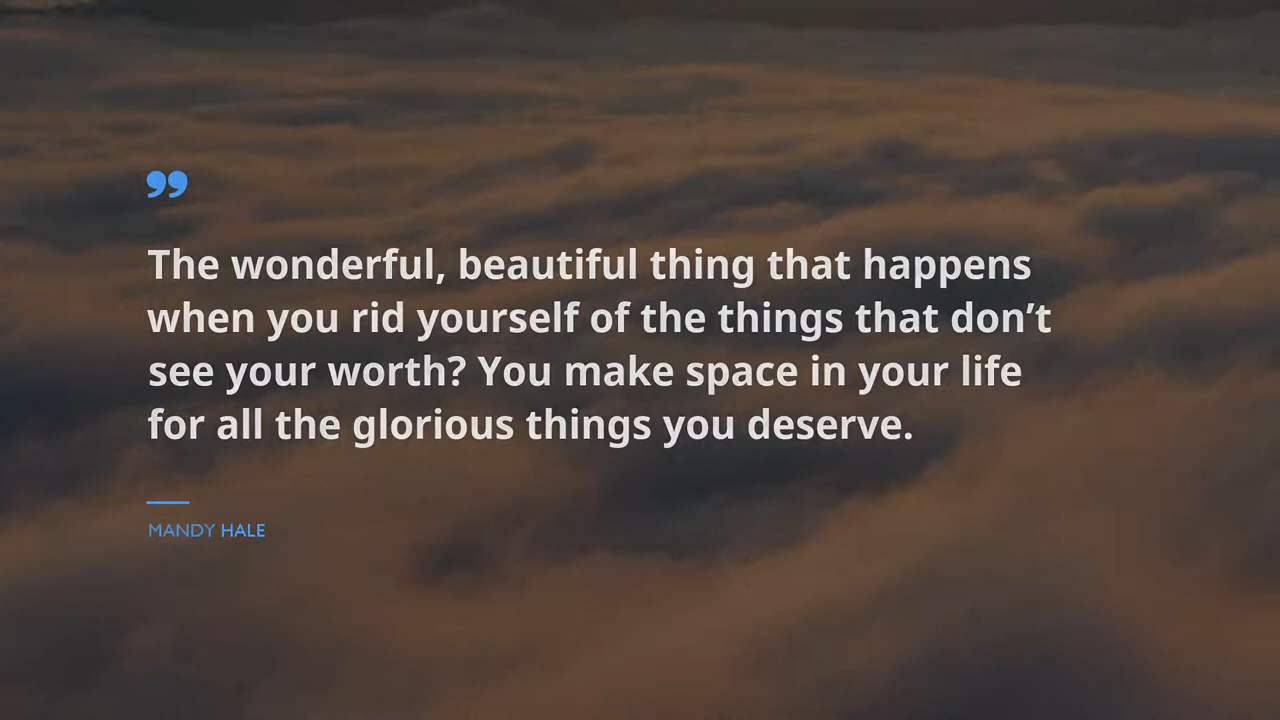 ”
The wonderful, beautiful thing that happens
when you rid yourself of the things that don’t
see your worth? You make space in your life
for all the glorious things you deserve.
MANDY HALE